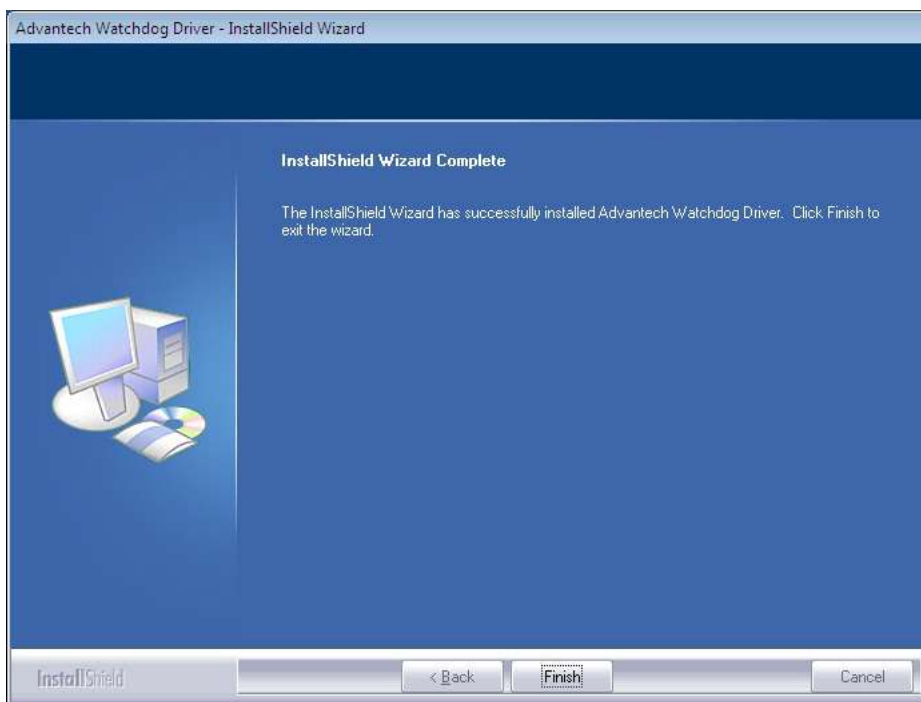 Advantech Watchdog Driver - InstallShield Wizard
InstallShield Wizard Complete
The InstallShield Wizard has successfully installed Advantech Watchdog Driver. Click Finish to
exit the wizard.
InstallShield
< Back
Finish
Cancel